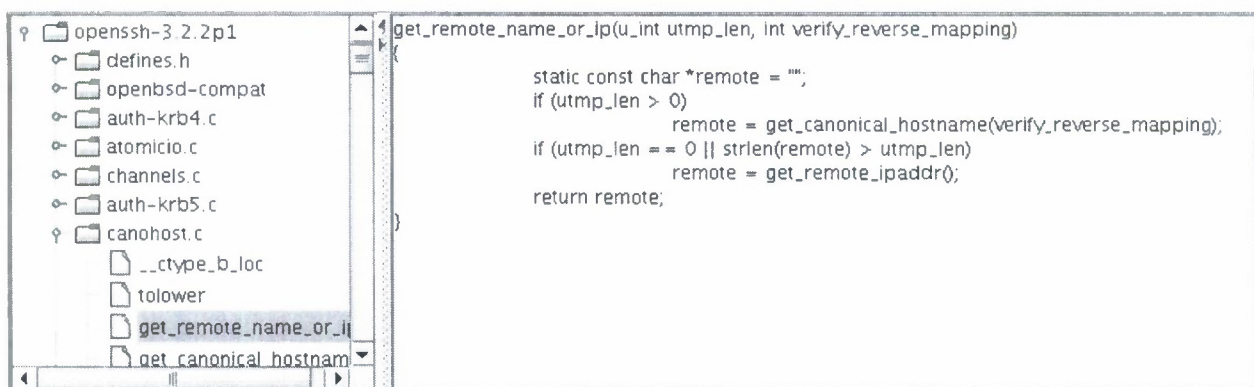 openssh-3.2.2p1
defines.h
openbsd-compat
auth-krb4.c
atomicio.c
channels.c
auth-krb5.c
canohost.c
__ctype_b_loc
tolower
get_remote_name_or_i
get_canonical_hostnam
get_remote_name_or_ip(u_int utmp_len, int verify_reverse_mapping)
{
static const char *remote = "";
if (utmp_len > 0)
remote = get_canonical_hostname(verify_reverse_mapping);
if (utmp_len == 0 || strlen(remote) > utmp_len)
remote = get_remote_ipaddr();
return remote;
}